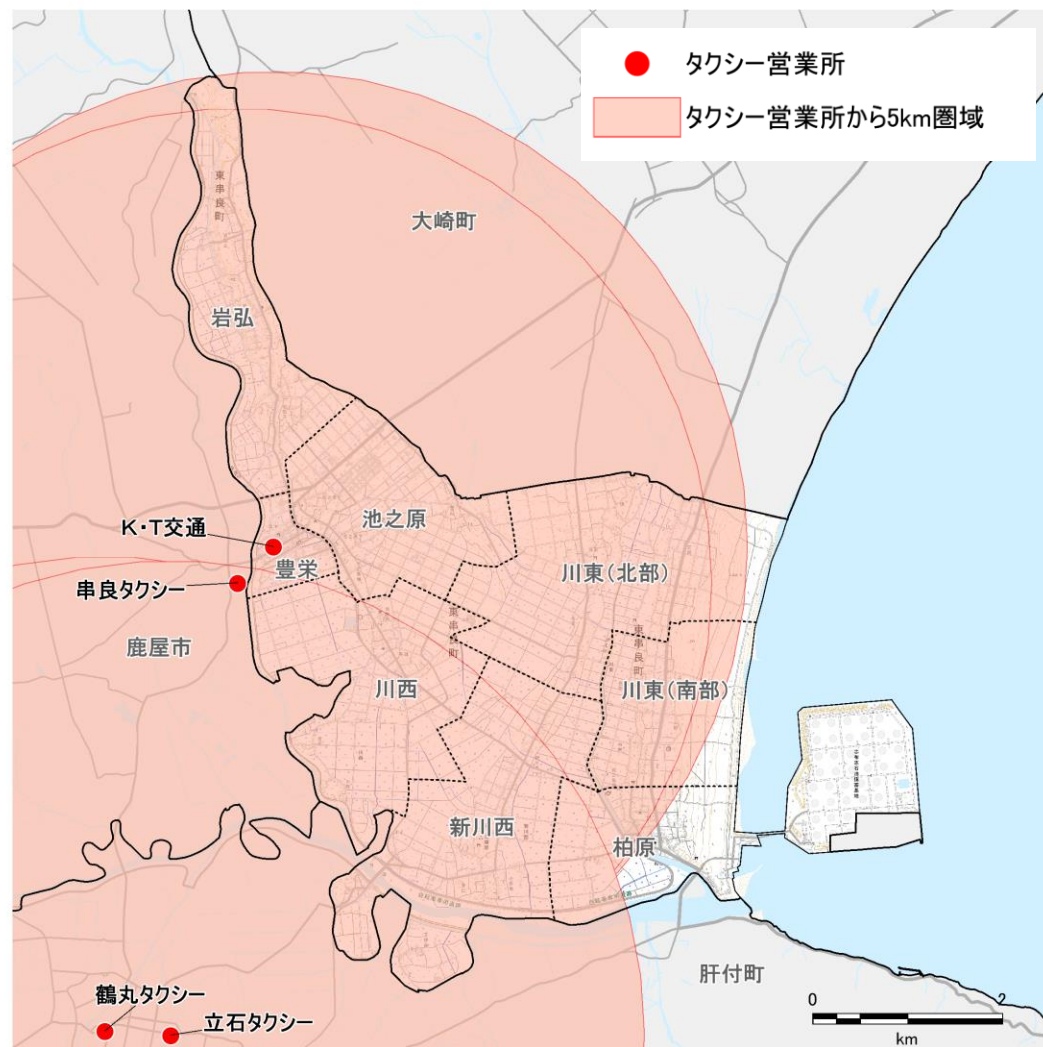 タクシー営業所
タクシー営業所から5km圏域
大崎町
東串良町
岩弘
K・T交通
池之原
豊栄
串良タクシー
川東(北部)
鹿屋市
東串良町
東串良町
川西
川東(南部)
新川西
柏原
肝付町
鶴丸タクシー
立石タクシー
0 2
km